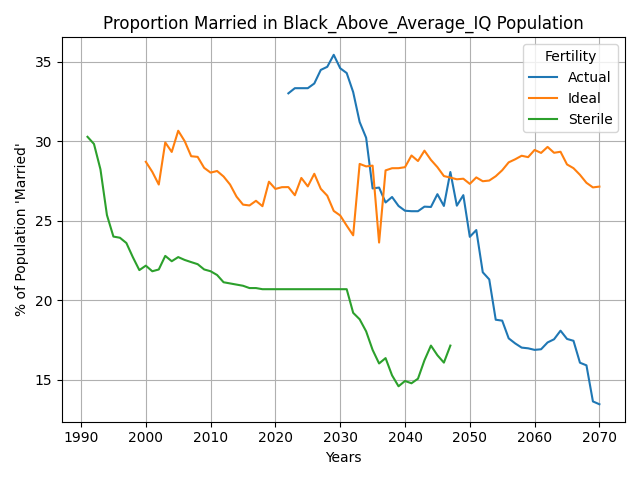 Proportion Married in Black_Above_Average_IQ Population
% of Population 'Married'
35
30
25
20
15
Fertility
Actual
Ideal
Sterile
1990 2000 2010 2020 2030 2040 2050 2060 2070
Years